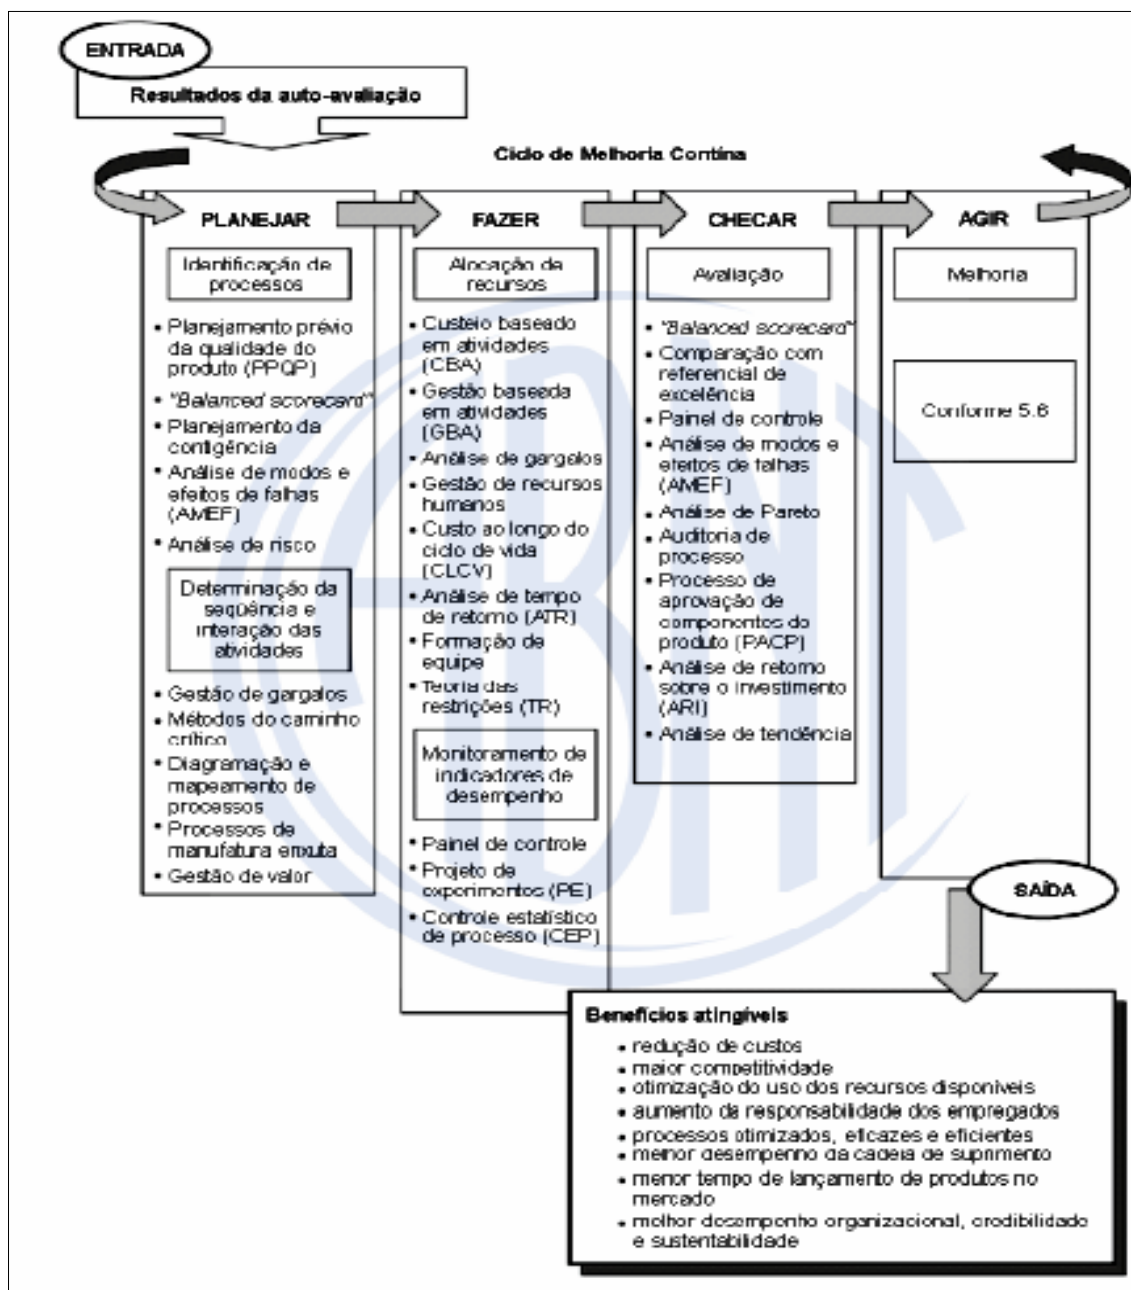 ENTRADA
Resultados da auto-avaliação
Ciclo de Melhoria Contína
PLANEJAR
Identificação de
processos
• Planejamento prévio
da qualidade do
produto (PPQP)
• "Balanced scorecard"
• Planejamento da
contigência
• Análise de modos e
efeitos de falhas
(AMEF)
• Análise de risco
Determinação da
seqüência e
interação das
atividades
• Gestão de gargalos
• Métodos do caminho
crítico
• Diagramação e
mapeamento de
processos
• Processos de
manufatura enxuta
• Gestão de valor
FAZER
Alocação de
recursos
• Custeio baseado
em atividades
(CBA)
• Gestão baseada
em atividades
(GBA)
• Análise de gargalos
• Gestão de recursos
humanos
• Custo ao longo do
ciclo de vida
(CLCV)
• Análise de tempo
de retorno (ATR)
• Formação de
equipe
• Teoria das
restrições (TR)
Monitoramento de
indicadores de
desempenho
• Painel de controle
• Projeto de
experimentos (PE)
• Controle estatístico
de processo (CEP)
CHECAR
Avaliação
• "Balanced scorecard"
• Comparação com
referencial de
excelência
• Painel de controle
• Análise de modos e
efeitos de falhas
(AMEF)
• Análise de Pareto
• Auditoria de
processo
• Processo de
aprovação de
componentes do
produto (PACP)
• Análise de retorno
sobre o investimento
(ARI)
• Análise de tendência
AGIR
Melhoria
Conforme 5.6
SAÍDA
Benefícios atingíveis
• redução de custos
• maior competitividade
• otimização do uso dos recursos disponíveis
• aumento da responsabilidade dos empregados
• processos otimizados, eficazes e eficientes
• melhor desempenho da cadeia de suprimento
• menor tempo de lançamento de produtos no
mercado
• melhor desempenho organizacional, credibilidade
e sustentabilidade
ABNT